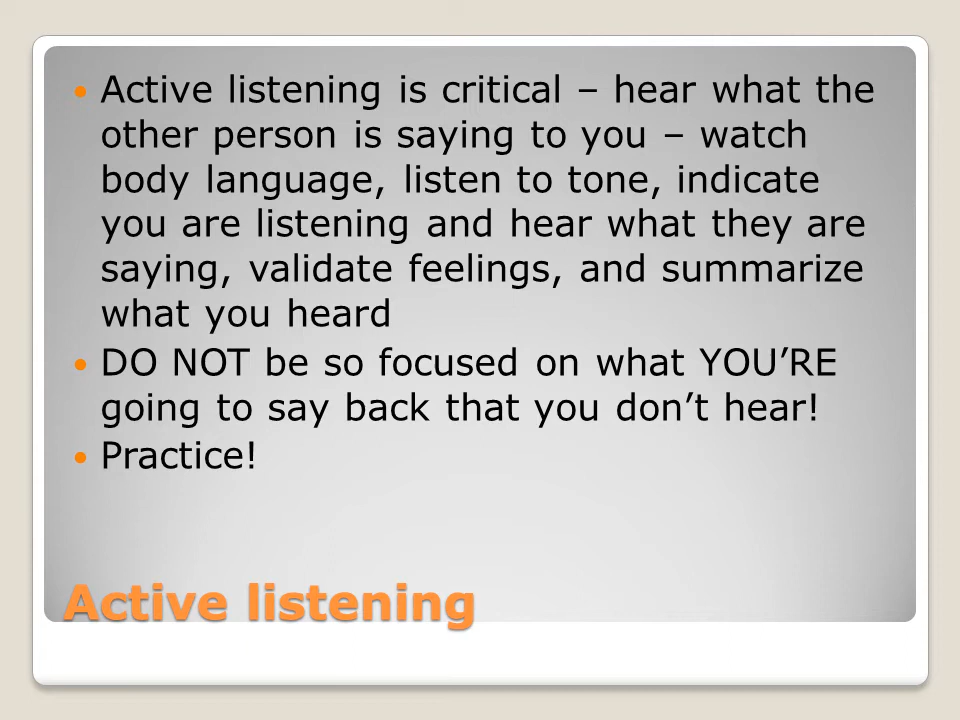 Active listening is critical – hear what the
other person is saying to you – watch
body language, listen to tone, indicate
you are listening and hear what they are
saying, validate feelings, and summarize
what you heard
DO NOT be so focused on what YOU’RE
going to say back that you don’t hear!
Practice!
Active listening